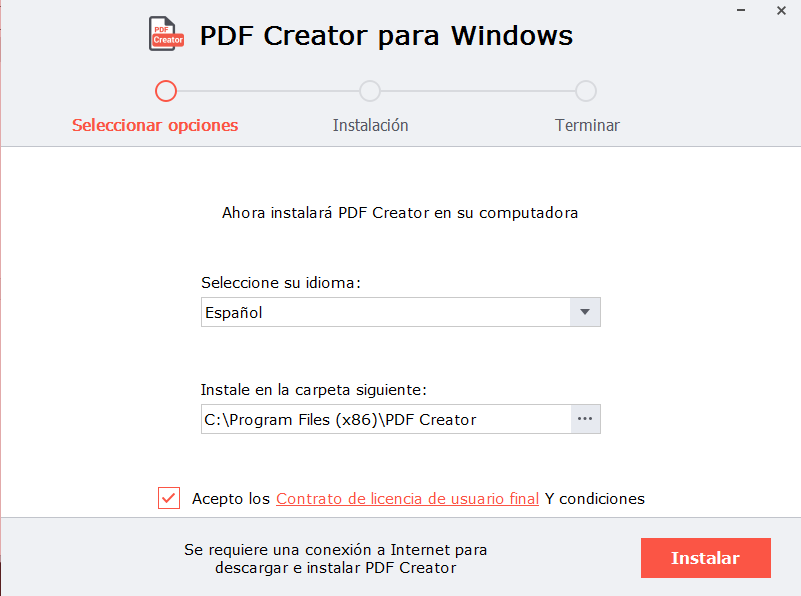 PDF
Creator
PDF Creator para Windows
Seleccionar opciones
Instalación
Terminar
Ahora instalará PDF Creator en su computadora
Seleccione su idioma:
Español
Instale en la carpeta siguiente:
C:\Program Files (x86)\PDF Creator
Acepto los Contrato de licencia de usuario final Y condiciones
Se requiere una conexión a Internet para
descargar e instalar PDF Creator
Instalar